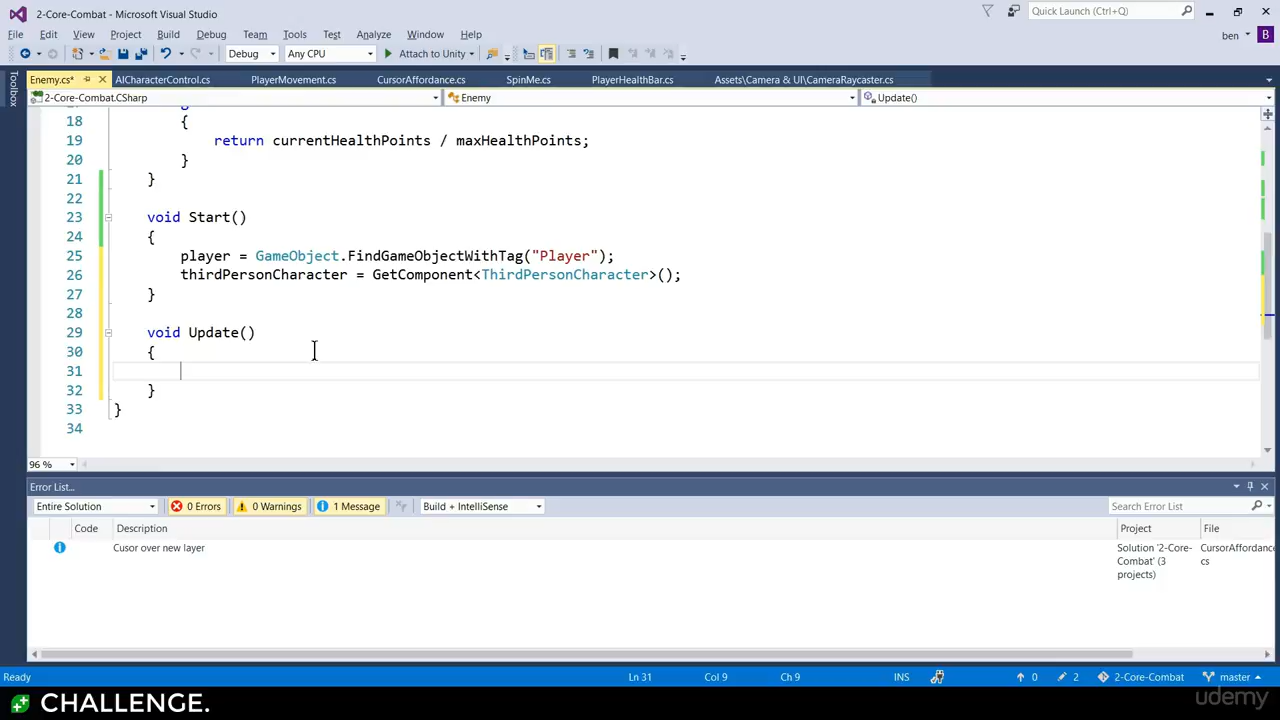 2-Core-Combat - Microsoft Visual Studio
Quick Launch (Ctrl+Q)
File Edit View Project Build Debug Team Tools Test Analyze Window Help
ben
B
Debug Any CPU Attach to Unity
Toolbox
Enemy.cs* AICharacterControl.cs PlayerMovement.cs CursorAffordance.cs SpinMe.cs PlayerHealthBar.cs Assets\Camera & UI\CameraRaycaster.cs
2-Core-Combat.CSharp Enemy Update()
18 {
19 return currentHealthPoints / maxHealthPoints;
20 }
21 }
22
23 void Start()
24 {
25 player = GameObject.FindGameObjectWithTag("Player");
26 thirdPersonCharacter = GetComponent<ThirdPersonCharacter>();
27 }
28
29 void Update()
30 {
31
32 }
33 }
34
96 %
Error List...
Entire Solution 0 Errors 0 Warnings 1 Message Build + IntelliSense Search Error List
Code Description Project File
Cusor over new layer Solution '2-Core- CursorAffordance
Combat' (3 cs
projects)
Ready Ln 31 Col 9 Ch 9 INS 0 2 2-Core-Combat master
CHALLENGE.
udemy